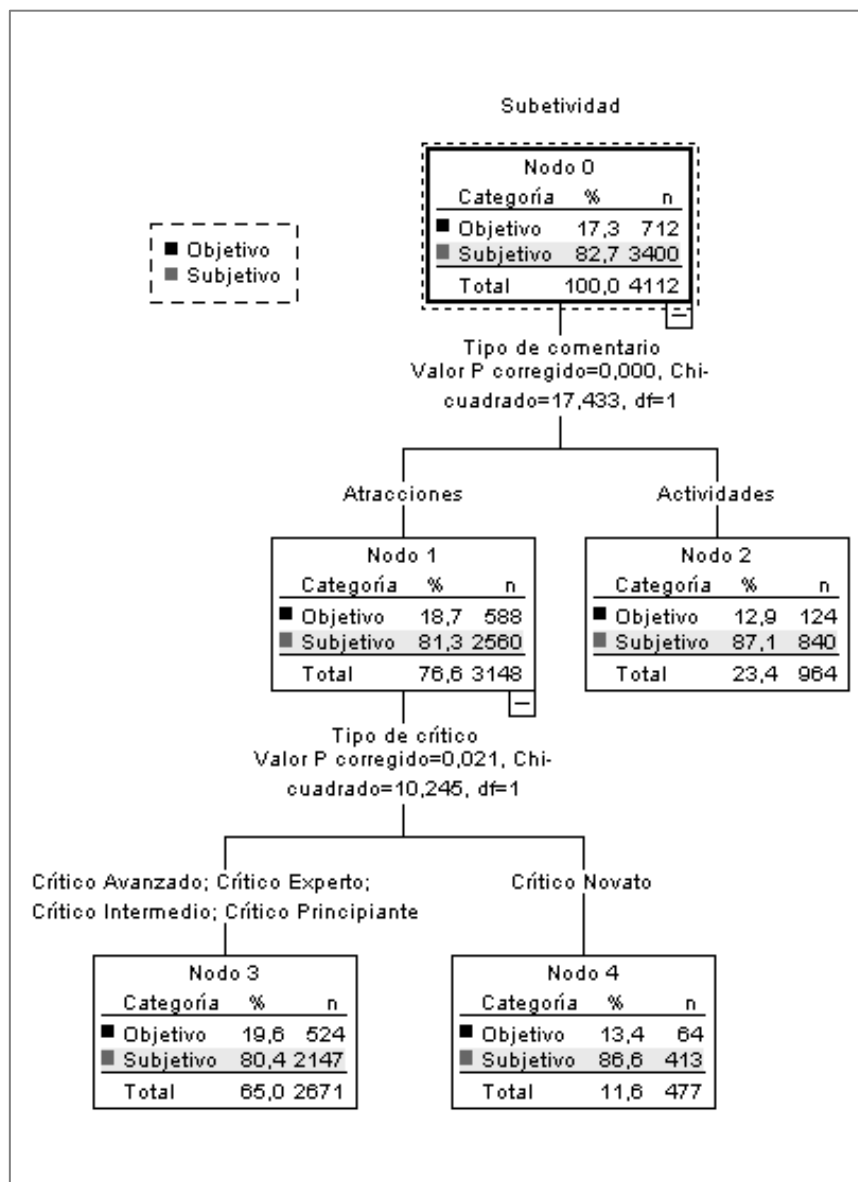 Subetividad
Nodo 0
Categoría % n
Objetivo 17,3 712
Subjetivo 82,7 3400
Total 100,0 4112
Objetivo
Subjetivo
Tipo de comentario
Valor P corregido=0,000, Chi-
cuadrado=17,433, df=1
Atracciones
Actividades
Nodo 1
Categoría % n
Objetivo 18,7 588
Subjetivo 81,3 2560
Total 76,6 3148
Nodo 2
Categoría % n
Objetivo 12,9 124
Subjetivo 87,1 840
Total 23,4 964
Tipo de crítico
Valor P corregido=0,021, Chi-
cuadrado=10,245, df=1
Crítico Avanzado; Crítico Experto;
Crítico Intermedio; Crítico Principiante
Crítico Novato
Nodo 3
Categoría % n
Objetivo 19,6 524
Subjetivo 80,4 2147
Total 65,0 2671
Nodo 4
Categoría % n
Objetivo 13,4 64
Subjetivo 86,6 413
Total 11,6 477